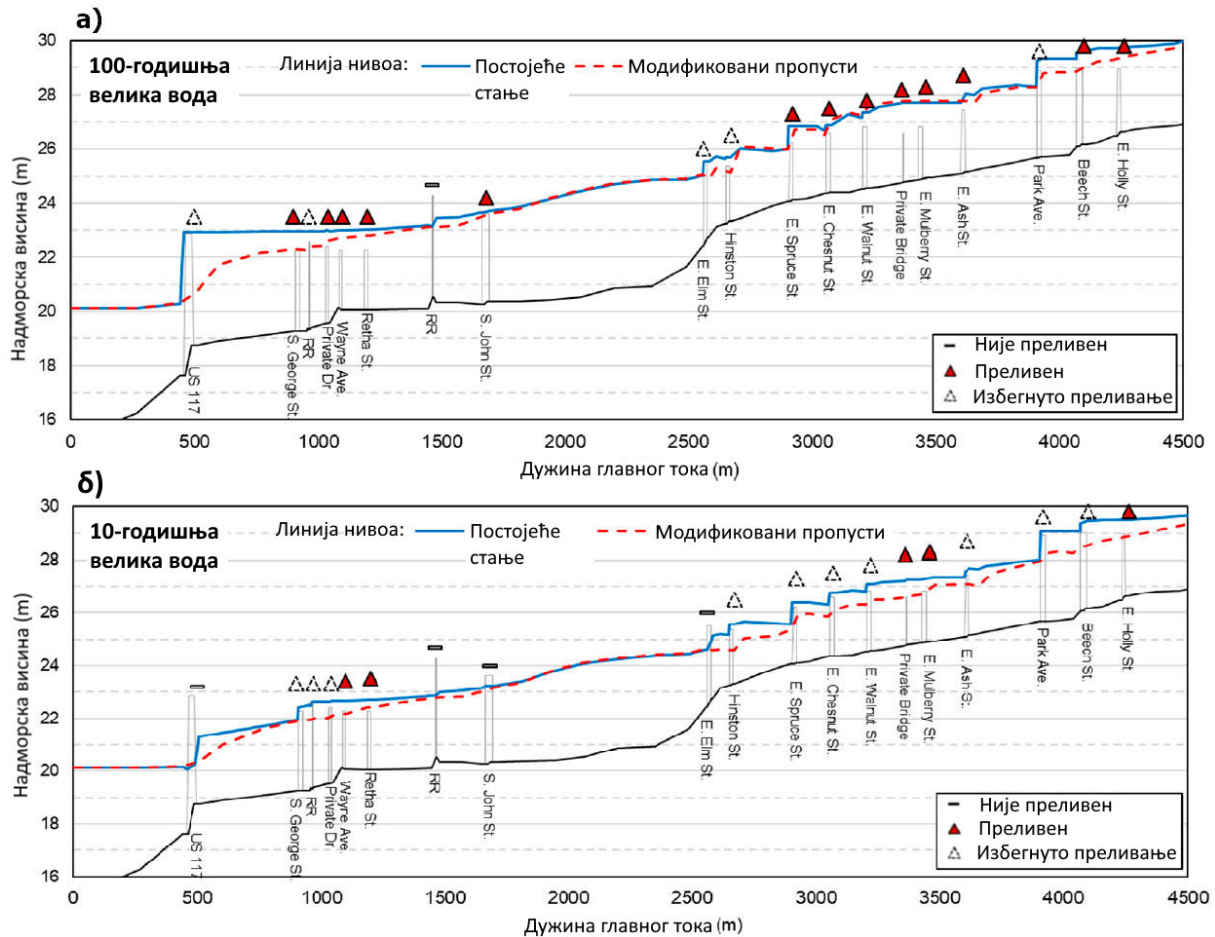 а)
100-годишња
велика вода
Линија нивоа:
Постојеће
стање
Модификовани пропусти
Надморска висина (m)
30
28
26
24
22
20
18
16
US 117
S. George St.
RR
Private Dr
Wayne Ave.
Retha St.
RR
S. John St.
E. Elm St.
Hinston St.
E. Spruce St.
E. Chesnut St.
E. Walnut St.
Private Bridge
E. Mulberry St.
E. Ash St.
Park Ave.
Beech St.
E. Holly St.
Није преливен
Преливен
Избегнуто преливање
0 500 1000 1500 2000 2500 3000 3500 4000 4500
Дужина главног тока (m)
б)
10-годишња
велика вода
Линија нивоа:
Постојеће
стање
Модификовани пропусти
Надморска висина (m)
30
28
26
24
22
20
18
16
US 117
S. George St.
RR
Private Dr
Wayne Ave.
Retha St.
RR
S. John St.
E. Elm St.
Hinston St.
E. Spruce St.
E. Chesnut St.
E. Walnut St.
Private Bridge
E. Mulberry St.
E. Ash St.
Park Ave.
Beech St.
E. Holly St
Није преливен
Преливен
Избегнуто преливање
0 500 1000 1500 2000 2500 3000 3500 4000 4500
Дужина главног тока (m)